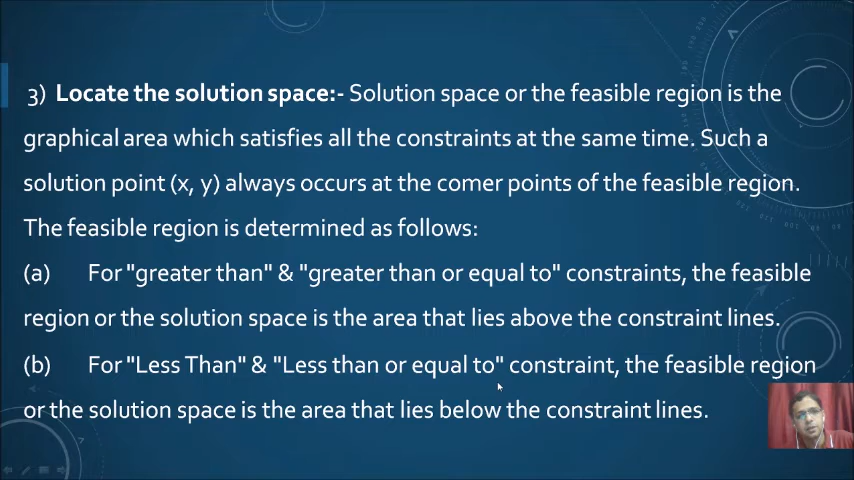 3) Locate the solution space:- Solution space or the feasible region is the
graphical area which satisfies all the constraints at the same time. Such a
solution point (x, y) always occurs at the comer points of the feasible region.
The feasible region is determined as follows:
(a) For "greater than" & "greater than or equal to" constraints, the feasible
region or the solution space is the area that lies above the constraint lines.
(b) For "Less Than" & "Less than or equal to" constraint, the feasible region
or the solution space is the area that lies below the constraint lines.